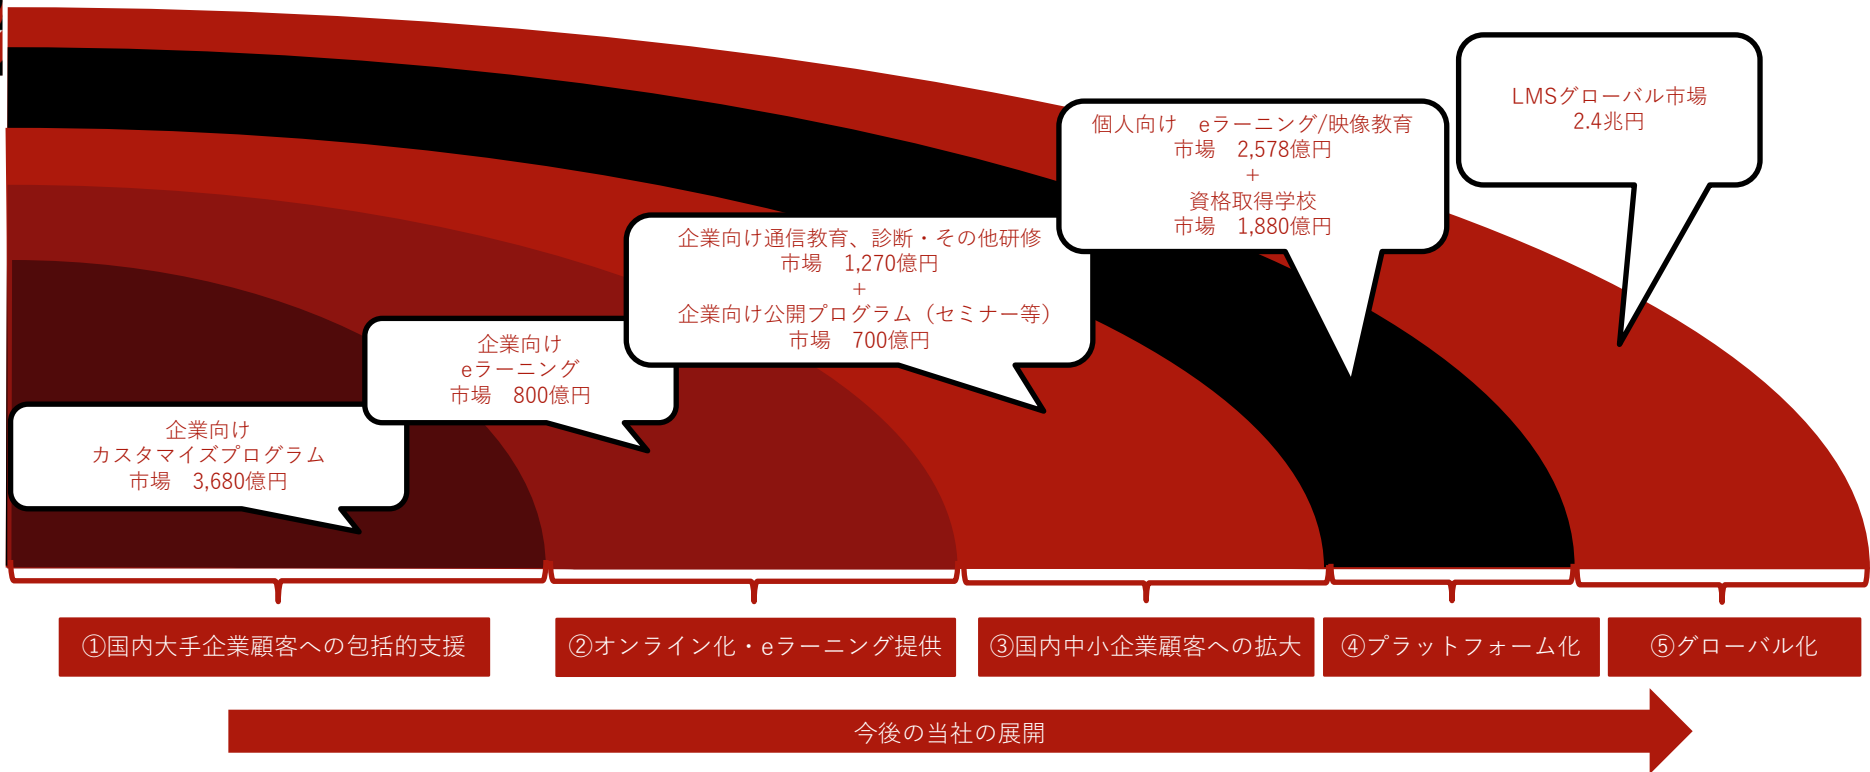 LMSグローバル市場
2.4兆円
個人向け　eラーニング/映像教育
市場　2,578億円
+
資格取得学校
市場　1,880億円
企業向け通信教育、診断・その他研修
市場　1,270億円
+
企業向け公開プログラム（セミナー等）
市場　700億円
企業向け
eラーニング
市場　800億円
企業向け
カスタマイズプログラム
市場　3,680億円
①国内大手企業顧客への包括的支援
②オンライン化・eラーニング提供
③国内中小企業顧客への拡大
④プラットフォーム化
⑤グローバル化
今後の当社の展開